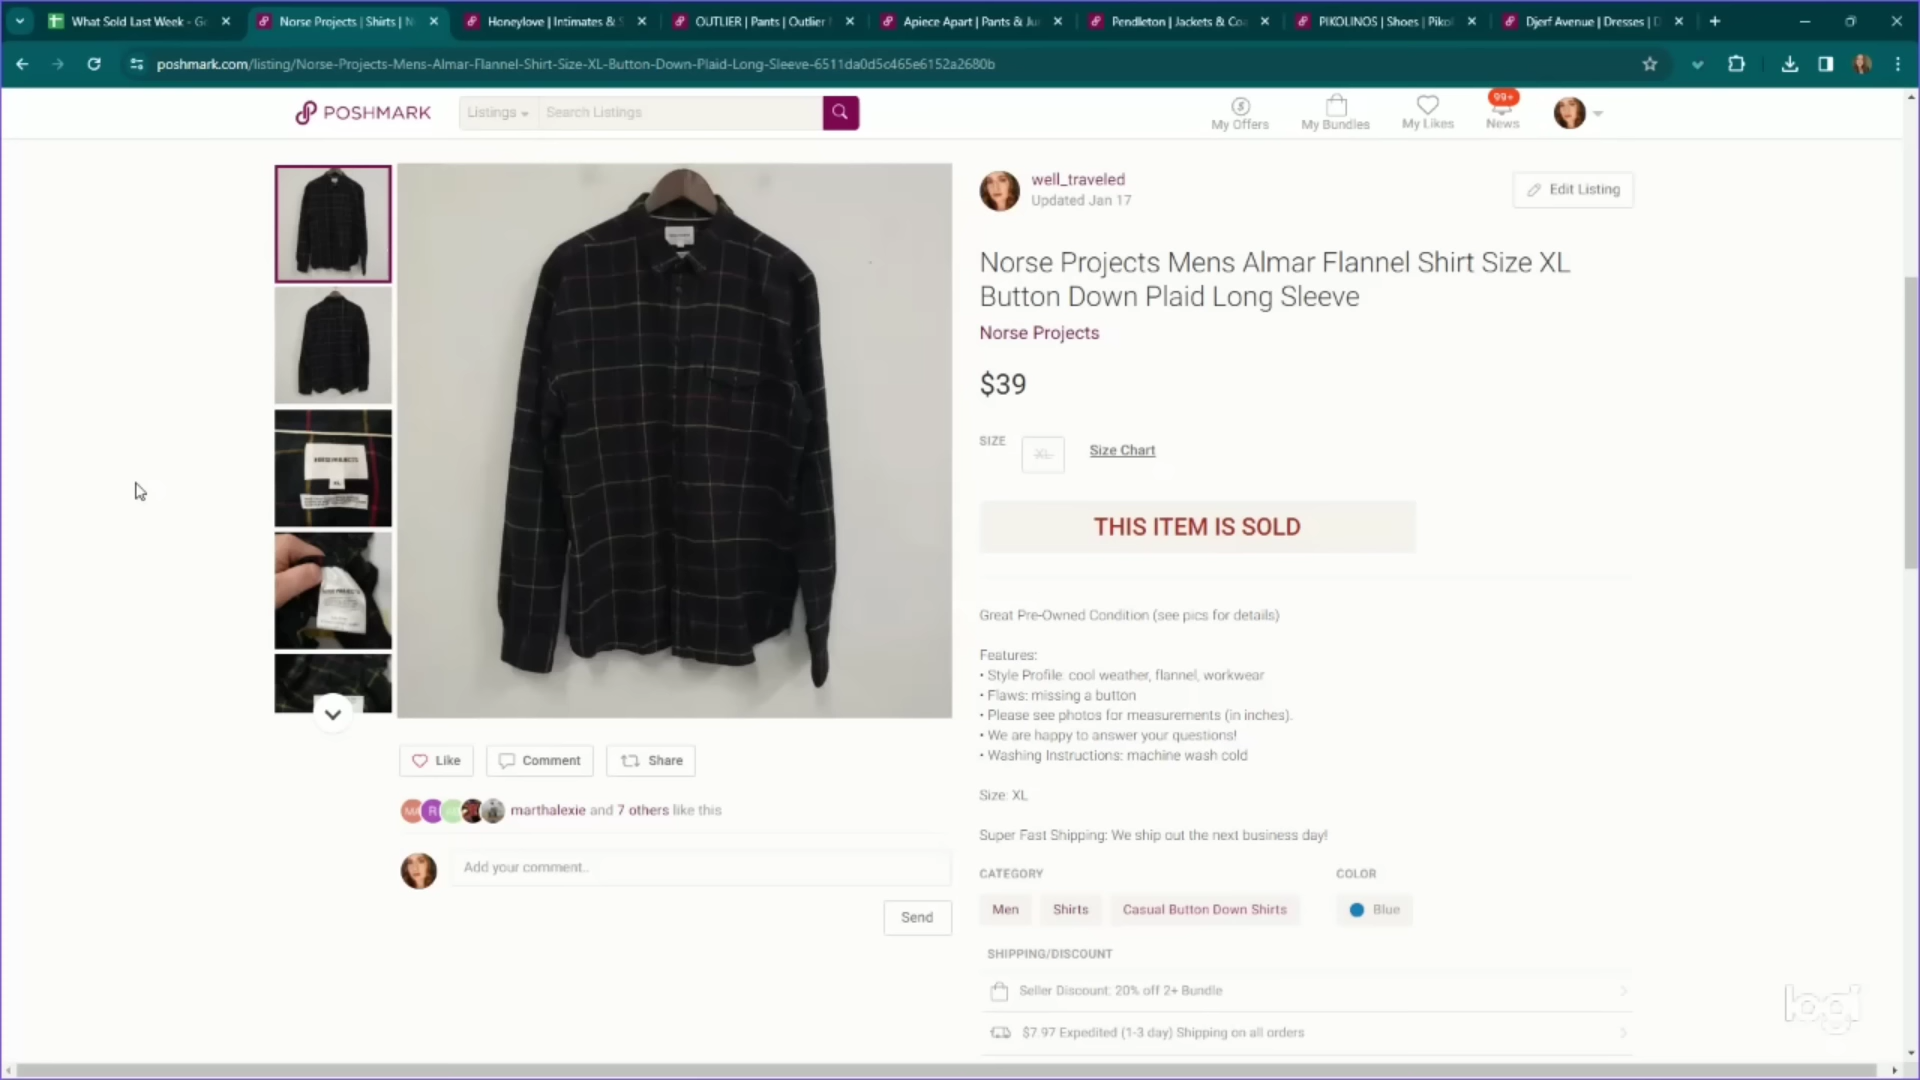 What Sold Last Week - Go
Norse Projects | Shirts | N
Honeylove | Intimates & S
OUTLIER | Pants | Outlier
Apiece Apart | Pants & Ju
Pendleton | Jackets & Coa
PIKOLINOS | Shoes | Pikol
Djerf Avenue | Dresses | D
poshmark.com/listing/Norse-Projects-Mens-Almar-Flannel-Shirt-Size-XL-Button-Down-Plaid-Long-Sleeve-6511da0d5c465e6152a2680b
POSHMARK
Listings
Search Listings
My Offers
My Bundles
My Likes
99+
News
well_traveled
Updated Jan 17
Edit Listing
Norse Projects Mens Almar Flannel Shirt Size XL
Button Down Plaid Long Sleeve
Norse Projects
$39
SIZE
XL
Size Chart
THIS ITEM IS SOLD
Great Pre-Owned Condition (see pics for details)
Features:
• Style Profile: cool weather, flannel, workwear
• Flaws: missing a button
• Please see photos for measurements (in inches).
• We are happy to answer your questions!
• Washing Instructions: machine wash cold
Size: XL
Super Fast Shipping: We ship out the next business day!
CATEGORY
COLOR
Men
Shirts
Casual Button Down Shirts
Blue
SHIPPING/DISCOUNT
Seller Discount: 20% off 2+ Bundle
$7.97 Expedited (1-3 day) Shipping on all orders
NORSE PROJECTS
XL
Like
Comment
Share
R
marthalexie and 7 others like this
Add your comment..
Send
logi